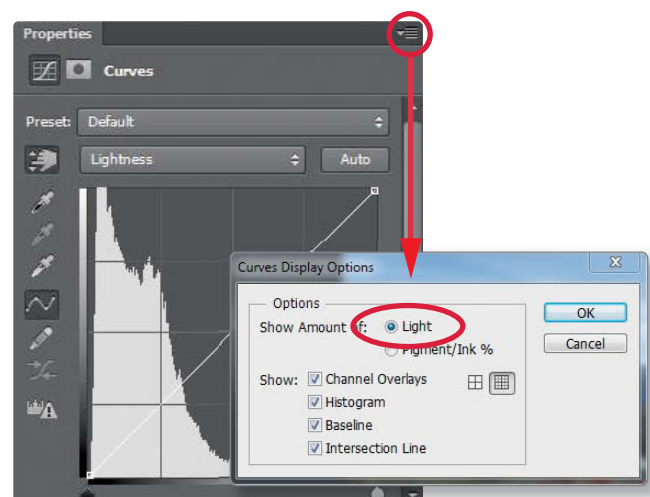 Properties
Curves
Preset: Default
Lightness Auto
Curves Display Options
Options
Show Amount of: Light
Pigment/Ink %
Show: Channel Overlays
Histogram
Baseline
Intersection Line
OK
Cancel